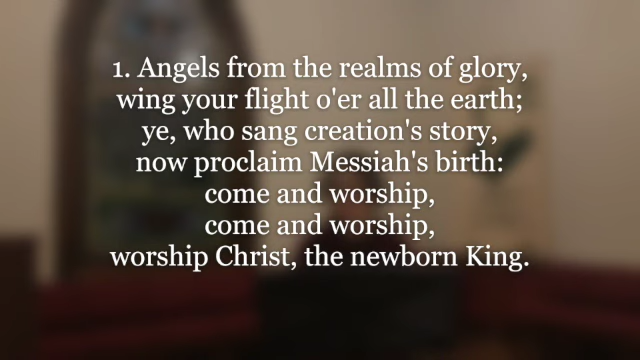 1. Angels from the realms of glory,
wing your flight o'er all the earth;
ye, who sang creation's story,
now proclaim Messiah's birth:
come and worship,
come and worship,
worship Christ, the newborn King.